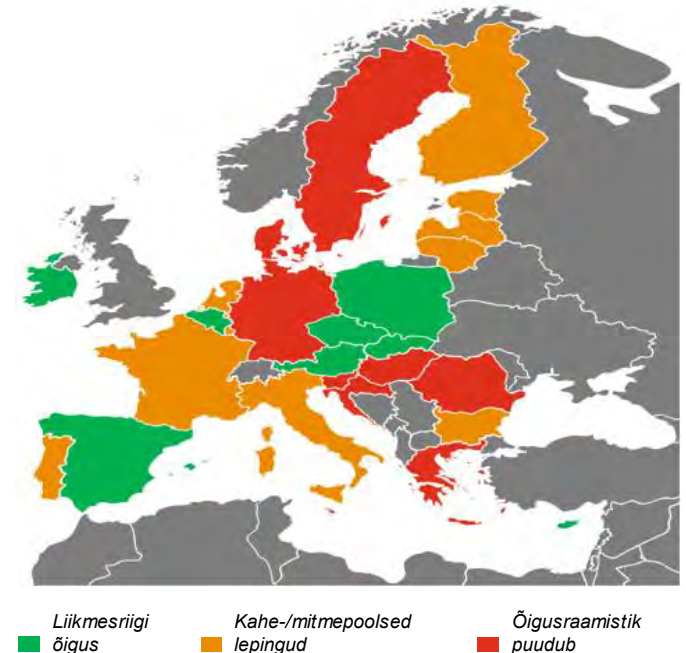 Liikmesriigi
õigus
Kahe-/mitmepoolsed
lepingud
Õigusraamistik
puudub